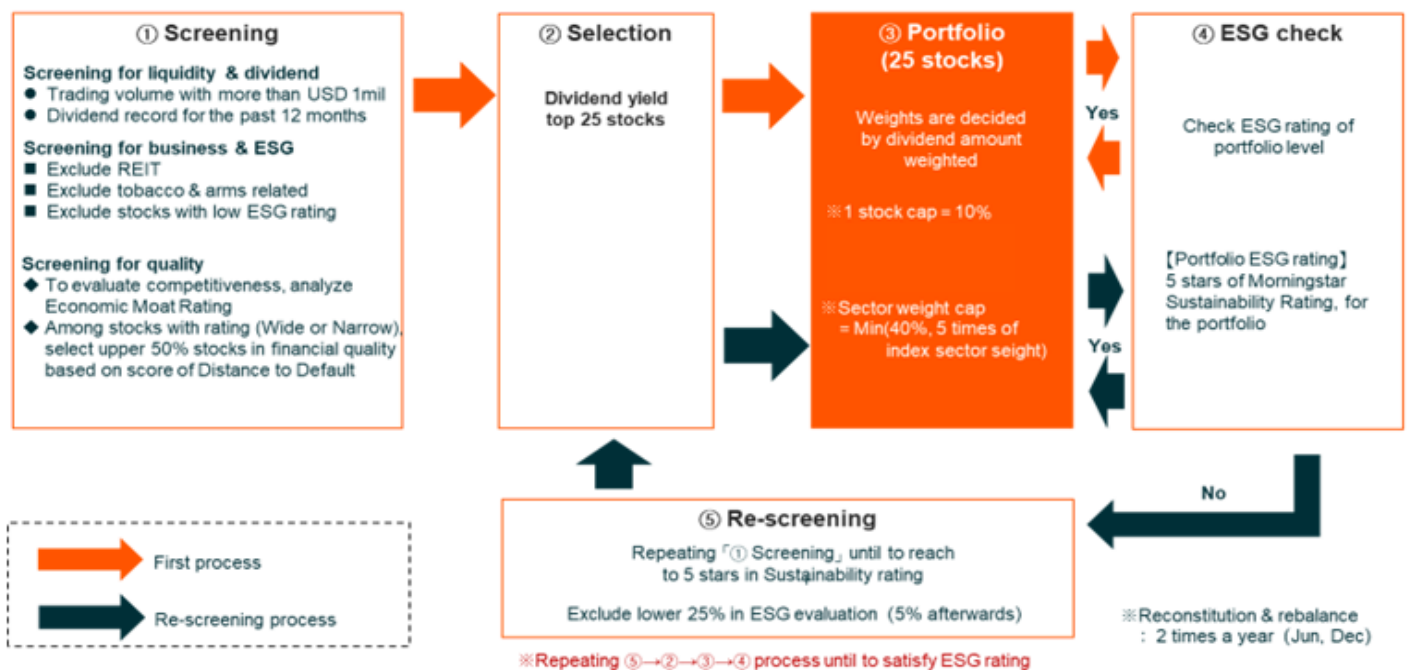 ① Screening
Screening for liquidity & dividend
● Trading volume with more than USD 1mil
● Dividend record for the past 12 months
Screening for business & ESG
■ Exclude REIT
■ Exclude tobacco & arms related
■ Exclude stocks with low ESG rating
Screening for quality
◆ To evaluate competitiveness, analyze
Economic Moat Rating
◆ Among stocks with rating (Wide or Narrow),
select upper 50% stocks in financial quality
based on score of Distance to Default
② Selection
Dividend yield
top 25 stocks
③ Portfolio
(25 stocks)
Weights are decided
by dividend amount
weighted
※1 stock cap = 10%
※Sector weight cap
= Min(40%, 5 times of
index sector seight)
Yes
Yes
④ ESG check
Check ESG rating of
portfolio level
【Portfolio ESG rating】
5 stars of Morningstar
Sustainability Rating, for
the portfolio
No
⑤ Re-screening
Repeating「① Screening」until to reach
to 5 stars in Sustainability rating
Exclude lower 25% in ESG evaluation (5% afterwards)
※Repeating ⑤→②→③→④ process until to satisfy ESG rating
First process
Re-screening process
※Reconstitution & rebalance
: 2 times a year (Jun, Dec)